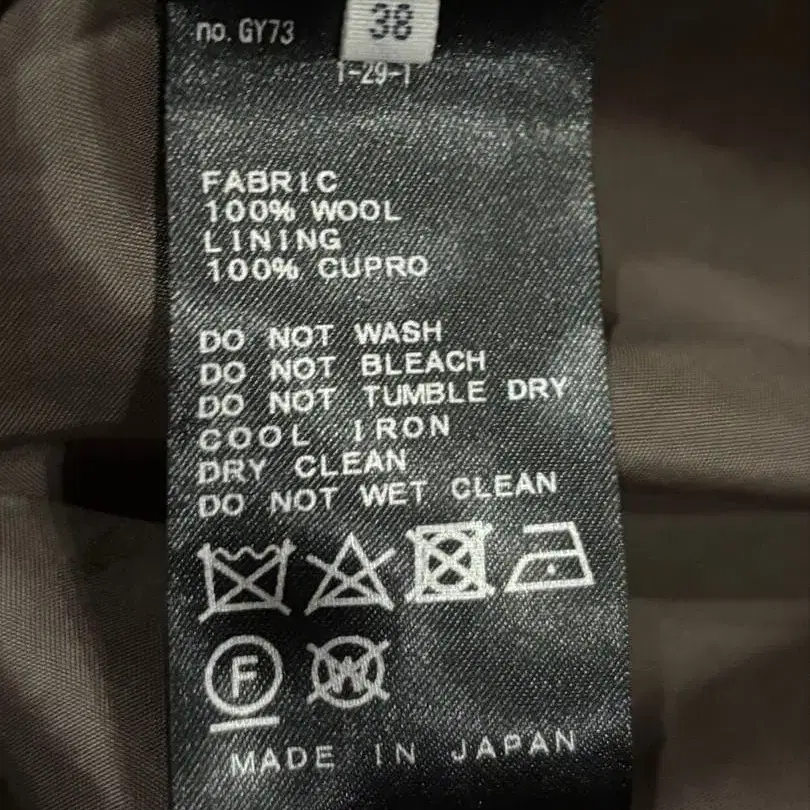 38
no. GY73
1-29-1
FABRIC
100% WOOL
LINING
100% CUPRO
DO NOT WASH
DO NOT BLEACH
DO NOT TUMBLE DRY
COOL IRON
DRY CLEAN
DO NOT WET CLEAN
F W
MADE IN JAPAN